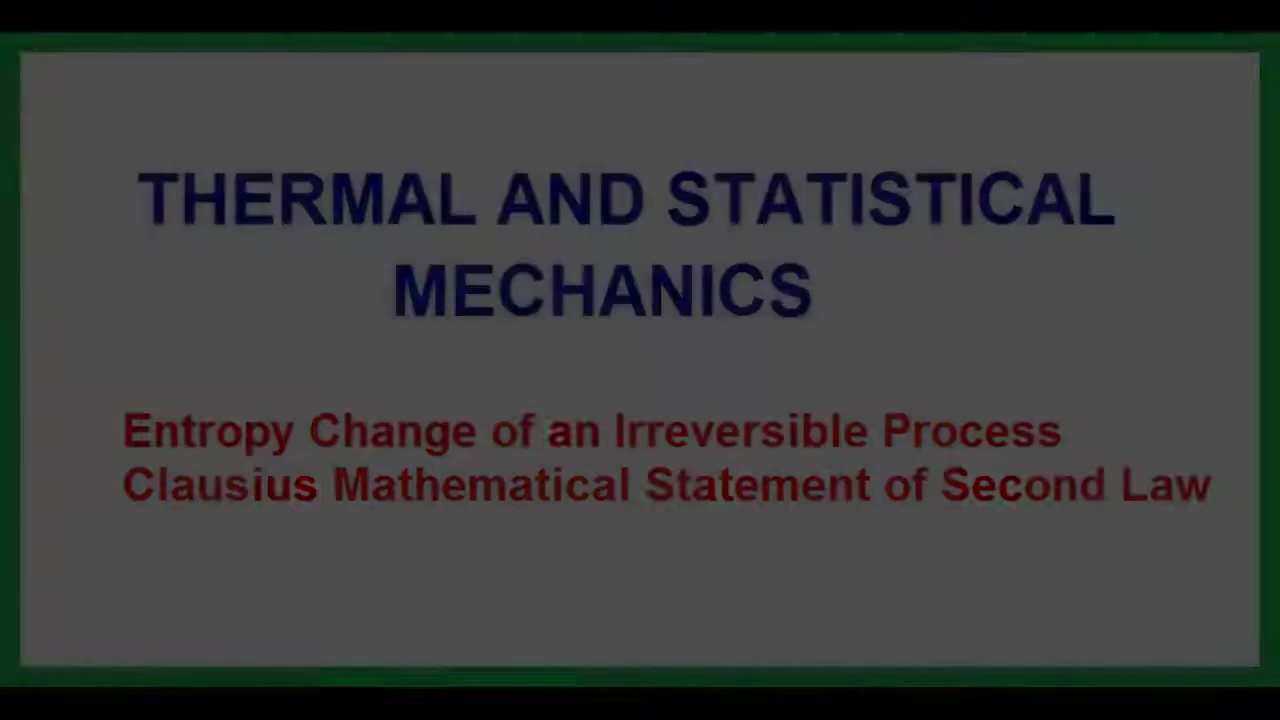 THERMAL AND STATISTICAL
MECHANICS
Entropy Change of an Irreversible Process
Clausius Mathematical Statement of Second Law